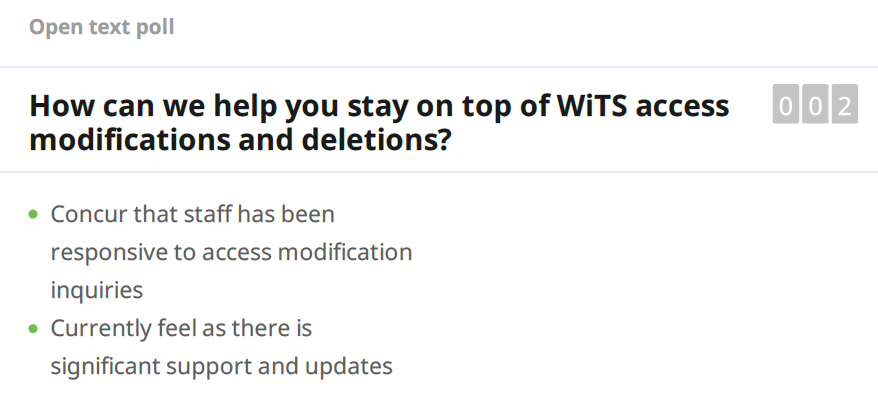 Open text poll
How can we help you stay on top of WiTS access
modifications and deletions?
0 0 2
Concur that staff has been
responsive to access modification
inquiries
Currently feel as there is
significant support and updates